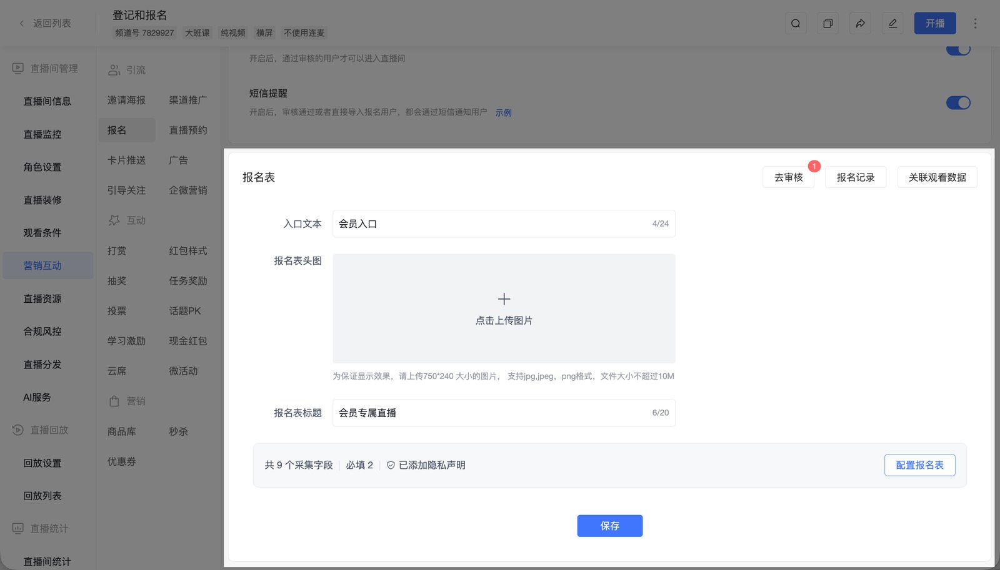 返回列表
登记和报名
频道号 7829927 大班课 纯视频 横屏 不使用连麦
开播
直播间管理
直播间信息
直播监控
角色设置
直播装修
观看条件
营销互动
直播资源
合规风控
直播分发
AI服务
直播回放
回放设置
回放列表
直播统计
直播间统计
引流
邀请海报 渠道推广
报名 直播预约
卡片推送 广告
引导关注 企微营销
互动
打赏 红包样式
抽奖 任务奖励
投票 话题PK
学习激励 现金红包
云席 微活动
营销
商品库 秒杀
优惠券
开启后，通过审核的用户才可以进入直播间
短信提醒
开启后，审核通过或者直接导入报名用户，都会通过短信通知用户 示例
报名表
去审核 1 报名记录 关联观看数据
入口文本 会员入口 4/24
报名表头图
点击上传图片
为保证显示效果，请上传750*240 大小的图片， 支持jpg,jpeg，png格式，文件大小不超过10M
报名表标题 会员专属直播 6/20
共 9 个采集字段 必填 2 已添加隐私声明 配置报名表
保存